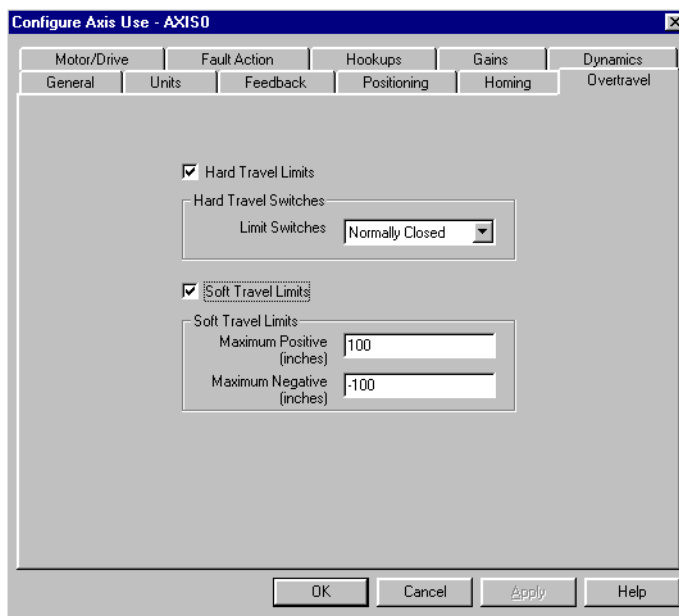 Configure Axis Use - AXIS0
Motor/Drive
Fault Action
Hookups
Gains
Dynamics
General
Units
Feedback
Positioning
Homing
Overtravel
Hard Travel Limits
Hard Travel Switches
Limit Switches
Normally Closed
Soft Travel Limits
Soft Travel Limits
Maximum Positive
(inches)
100
Maximum Negative
(inches)
-100
OK
Cancel
Apply
Help